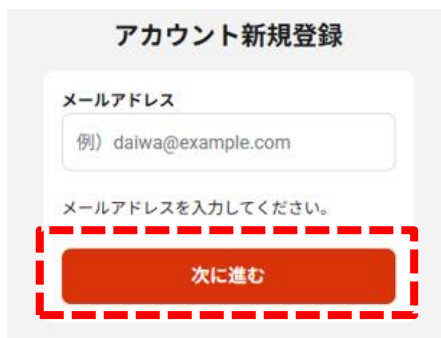 アカウント新規登録
メールアドレス
例）daiwa@example.com
メールアドレスを入力してください。
次に進む